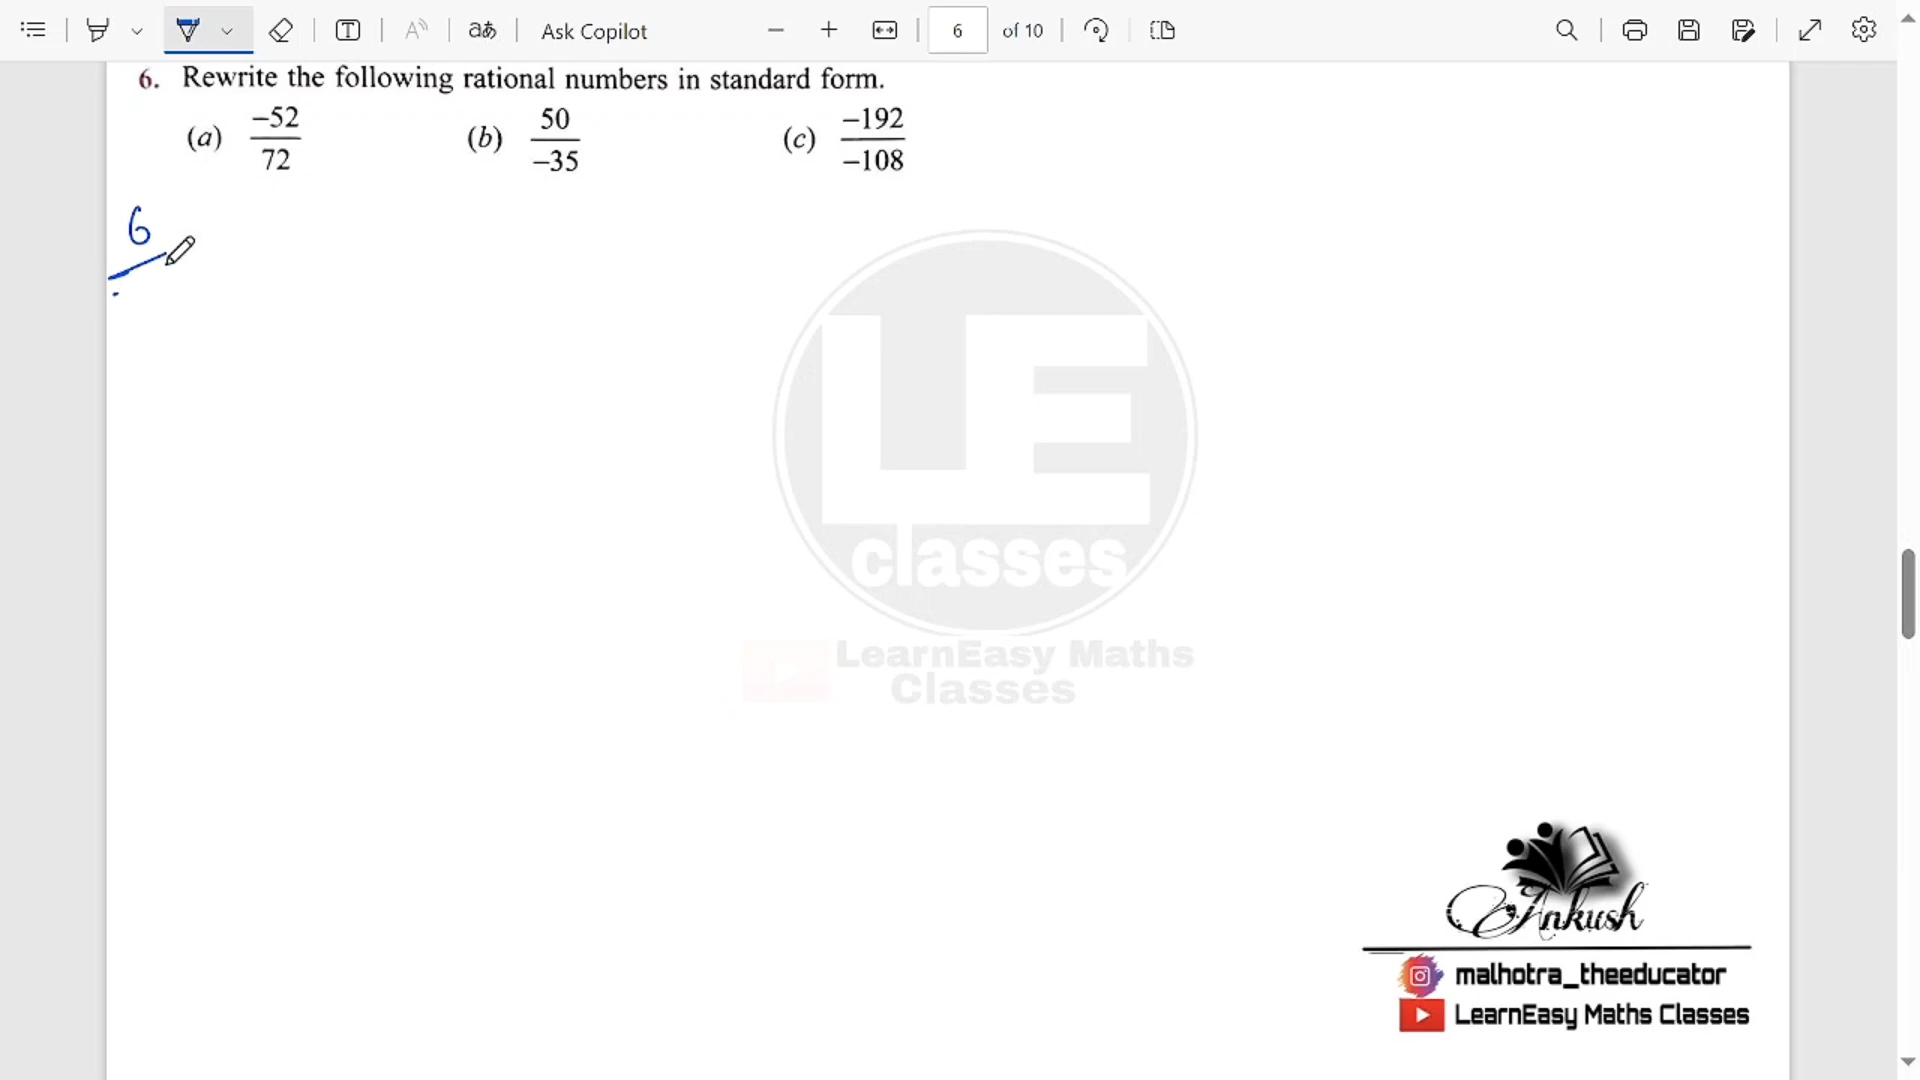 Ask Copilot 6 of 10
6. Rewrite the following rational numbers in standard form.
(a) -52/72 (b) 50/-35 (c) -192/-108
6
LE
classes
LearnEasy Maths
Classes
Ankush
malhotra_theeducator
LearnEasy Maths Classes